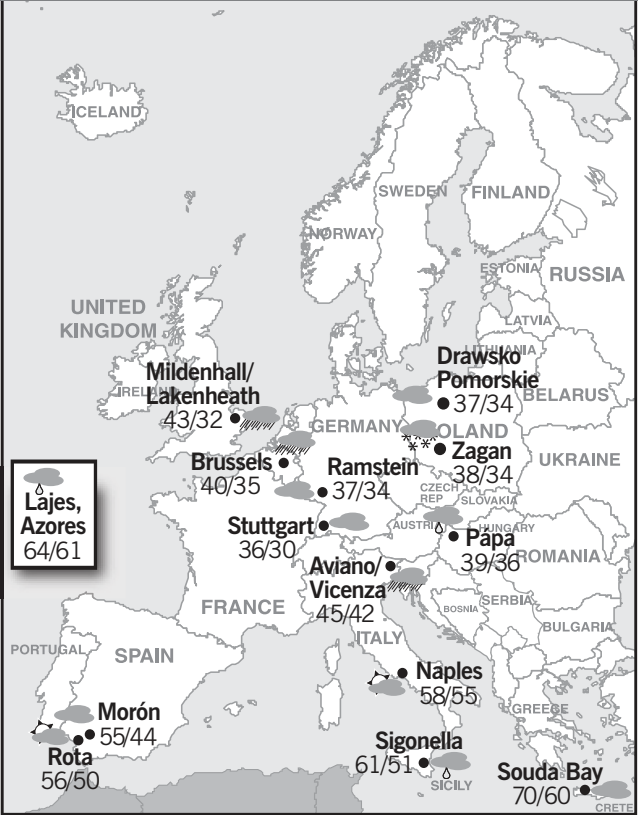 ICELAND
SWEDEN
FINLAND
NORWAY
ESTONIA
RUSSIA
LATVIA
LITHUANIA
UNITED
KINGDOM
IRELAND
Mildenhall/
Lakenheath
43/32
Drawsko
Pomorskie
37/34
BELARUS
GERMANY
POLAND
Zagan
38/34
UKRAINE
Brussels
40/35
Ramstein
37/34
CZECH
REP
SLOVAKIA
Lajes,
Azores
64/61
Stuttgart
36/30
AUSTRIA
HUNGARY
Pápa
39/36
ROMANIA
Aviano/
Vicenza
45/42
FRANCE
BOSNIA
SERBIA
BULGARIA
ITALY
PORTUGAL
SPAIN
Naples
58/55
GREECE
Morón
55/44
Rota
56/50
Sigonella
61/51
SICILY
Souda Bay
70/60
CRETE